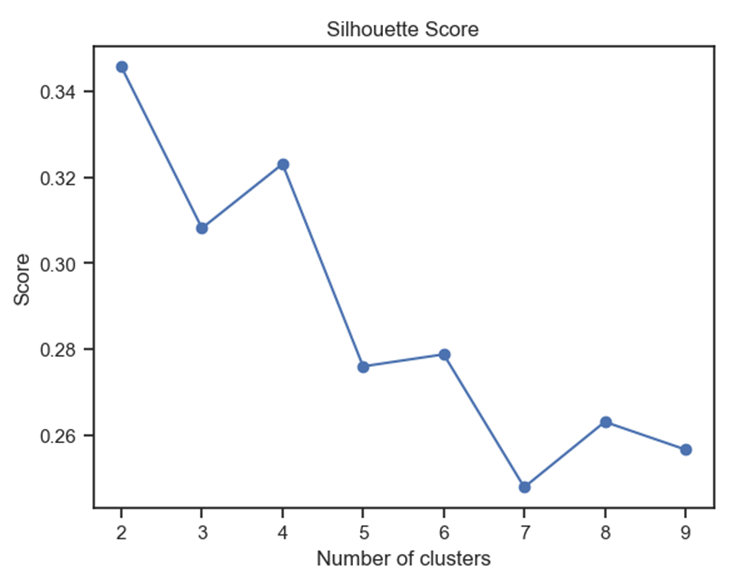 Silhouette Score
0.34
0.32
0.30
0.28
0.26
Score
2 3 4 5 6 7 8 9
Number of clusters